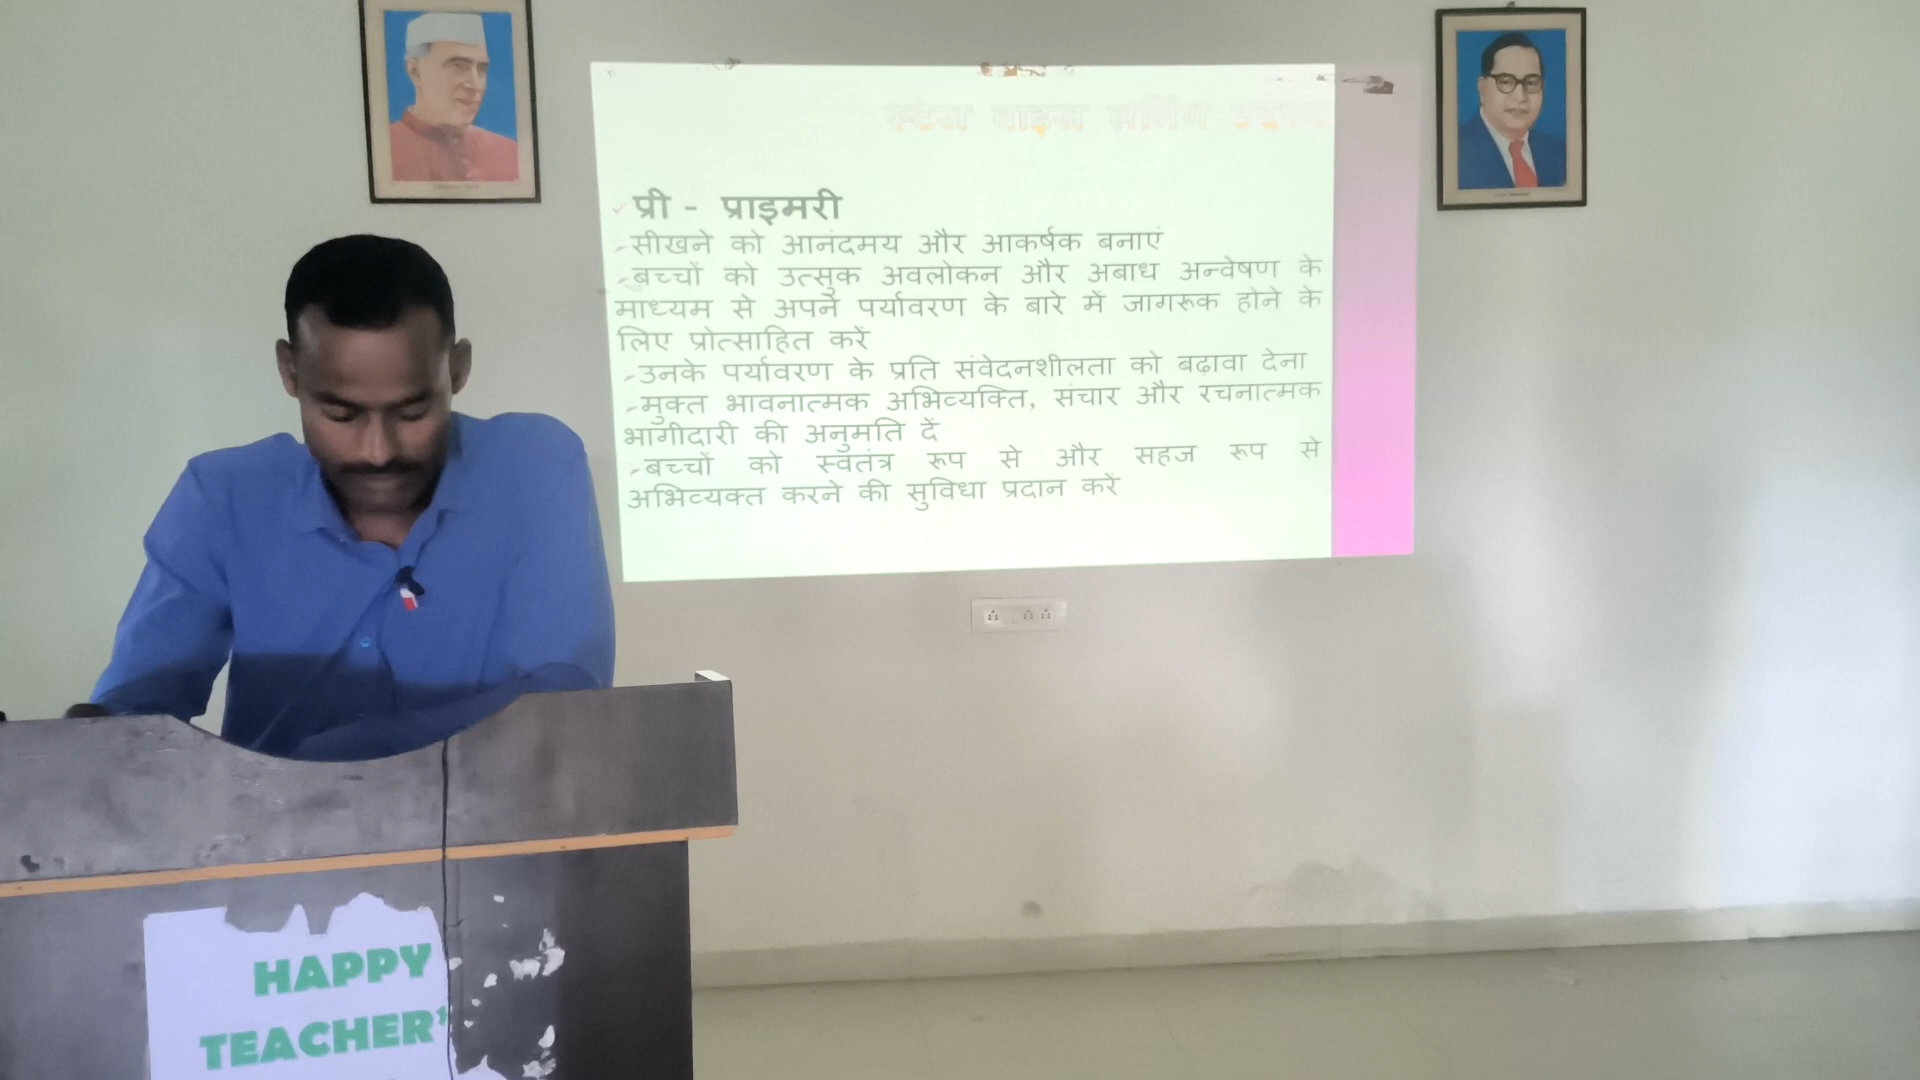 स्टेज वाइज लर्निंग
प्री - प्राइमरी
सीखने को आनंदमय और आकर्षक बनाएं
बच्चों को उत्सुक अवलोकन और अबाध अन्वेषण के
माध्यम से अपने पर्यावरण के बारे में जागरूक होने के
लिए प्रोत्साहित करें
उनके पर्यावरण के प्रति संवेदनशीलता को बढ़ावा देना
मुक्त भावनात्मक अभिव्यक्ति, संचार और रचनात्मक
भागीदारी की अनुमति दें
बच्चों को स्वतंत्र रूप से और सहज रूप से
अभिव्यक्त करने की सुविधा प्रदान करें
HAPPY
TEACHER'